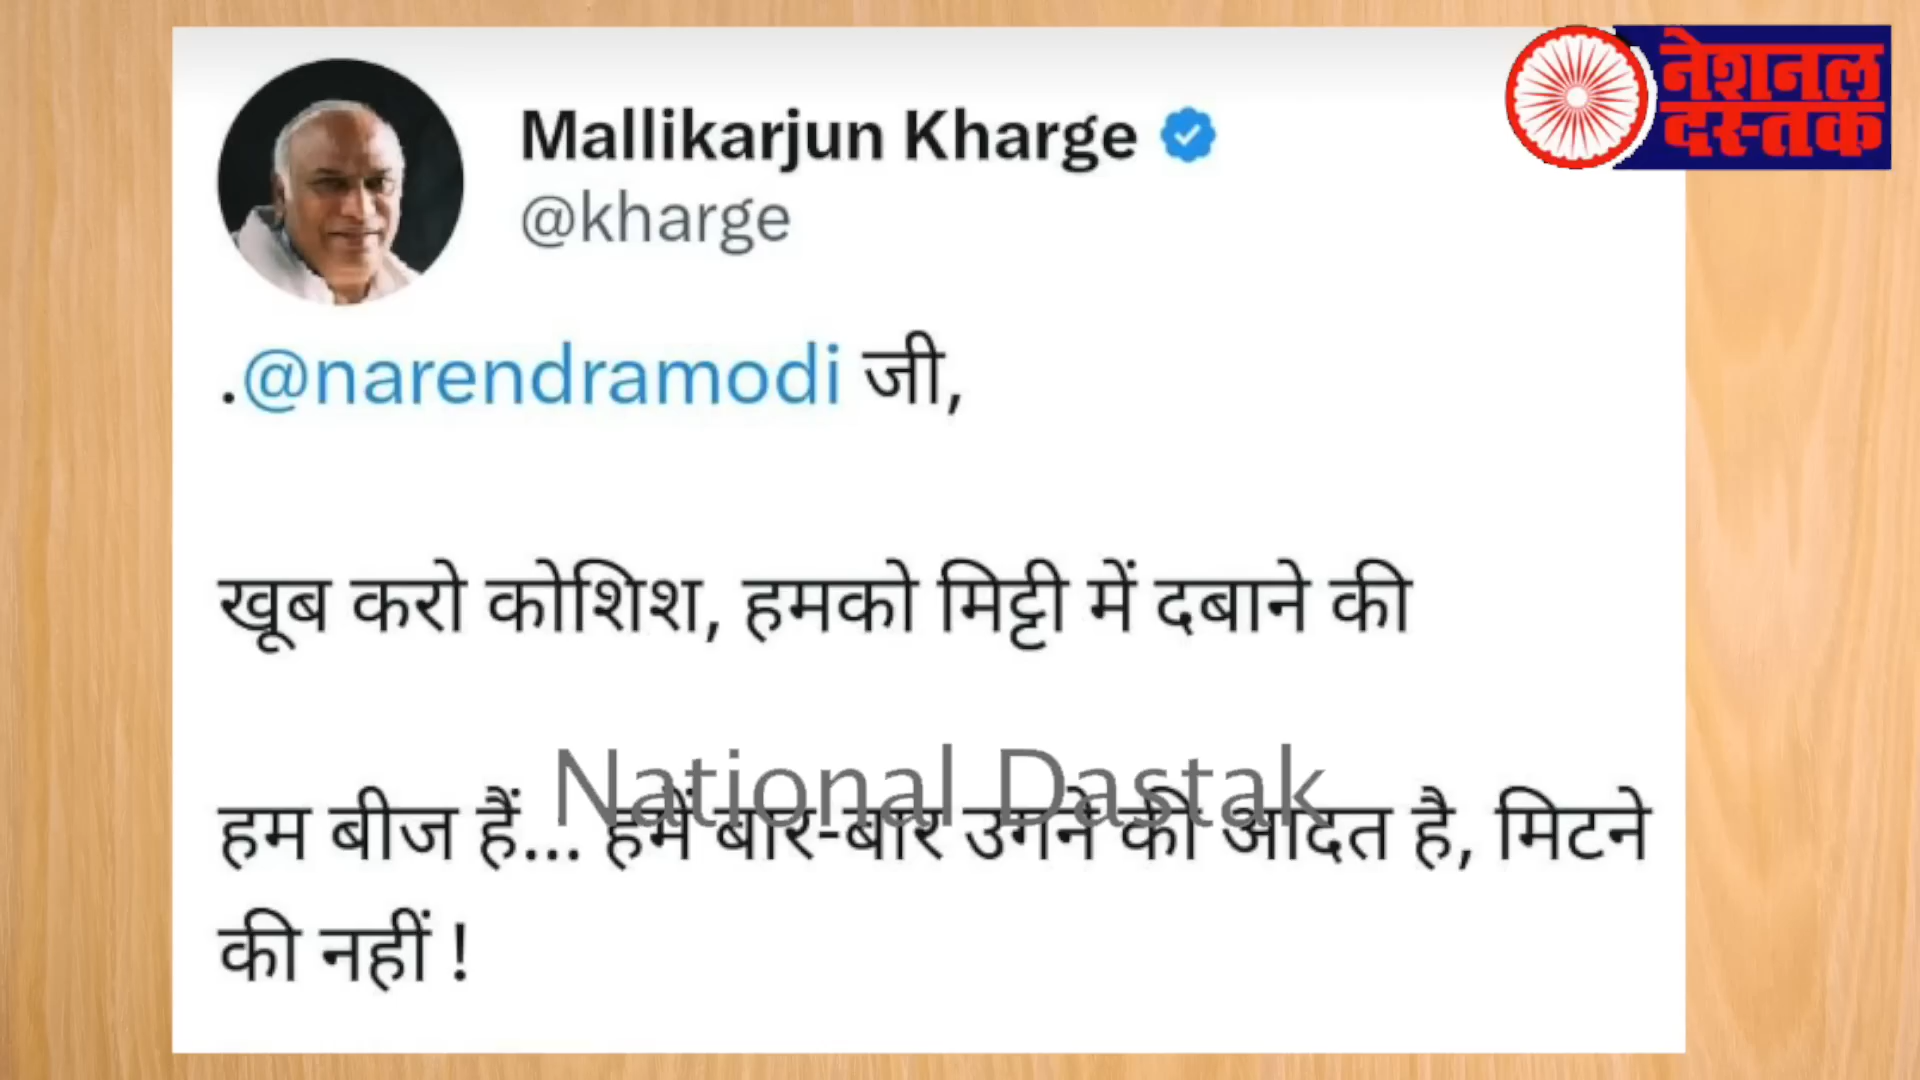 नेशनल
दस्तक
Mallikarjun Kharge
@kharge
.@narendramodi जी,
खूब करो कोशिश, हमको मिट्टी में दबाने की
National Dastak
हम बीज हैं... हमें बार-बार उगने की आदत है, मिटने
की नहीं !